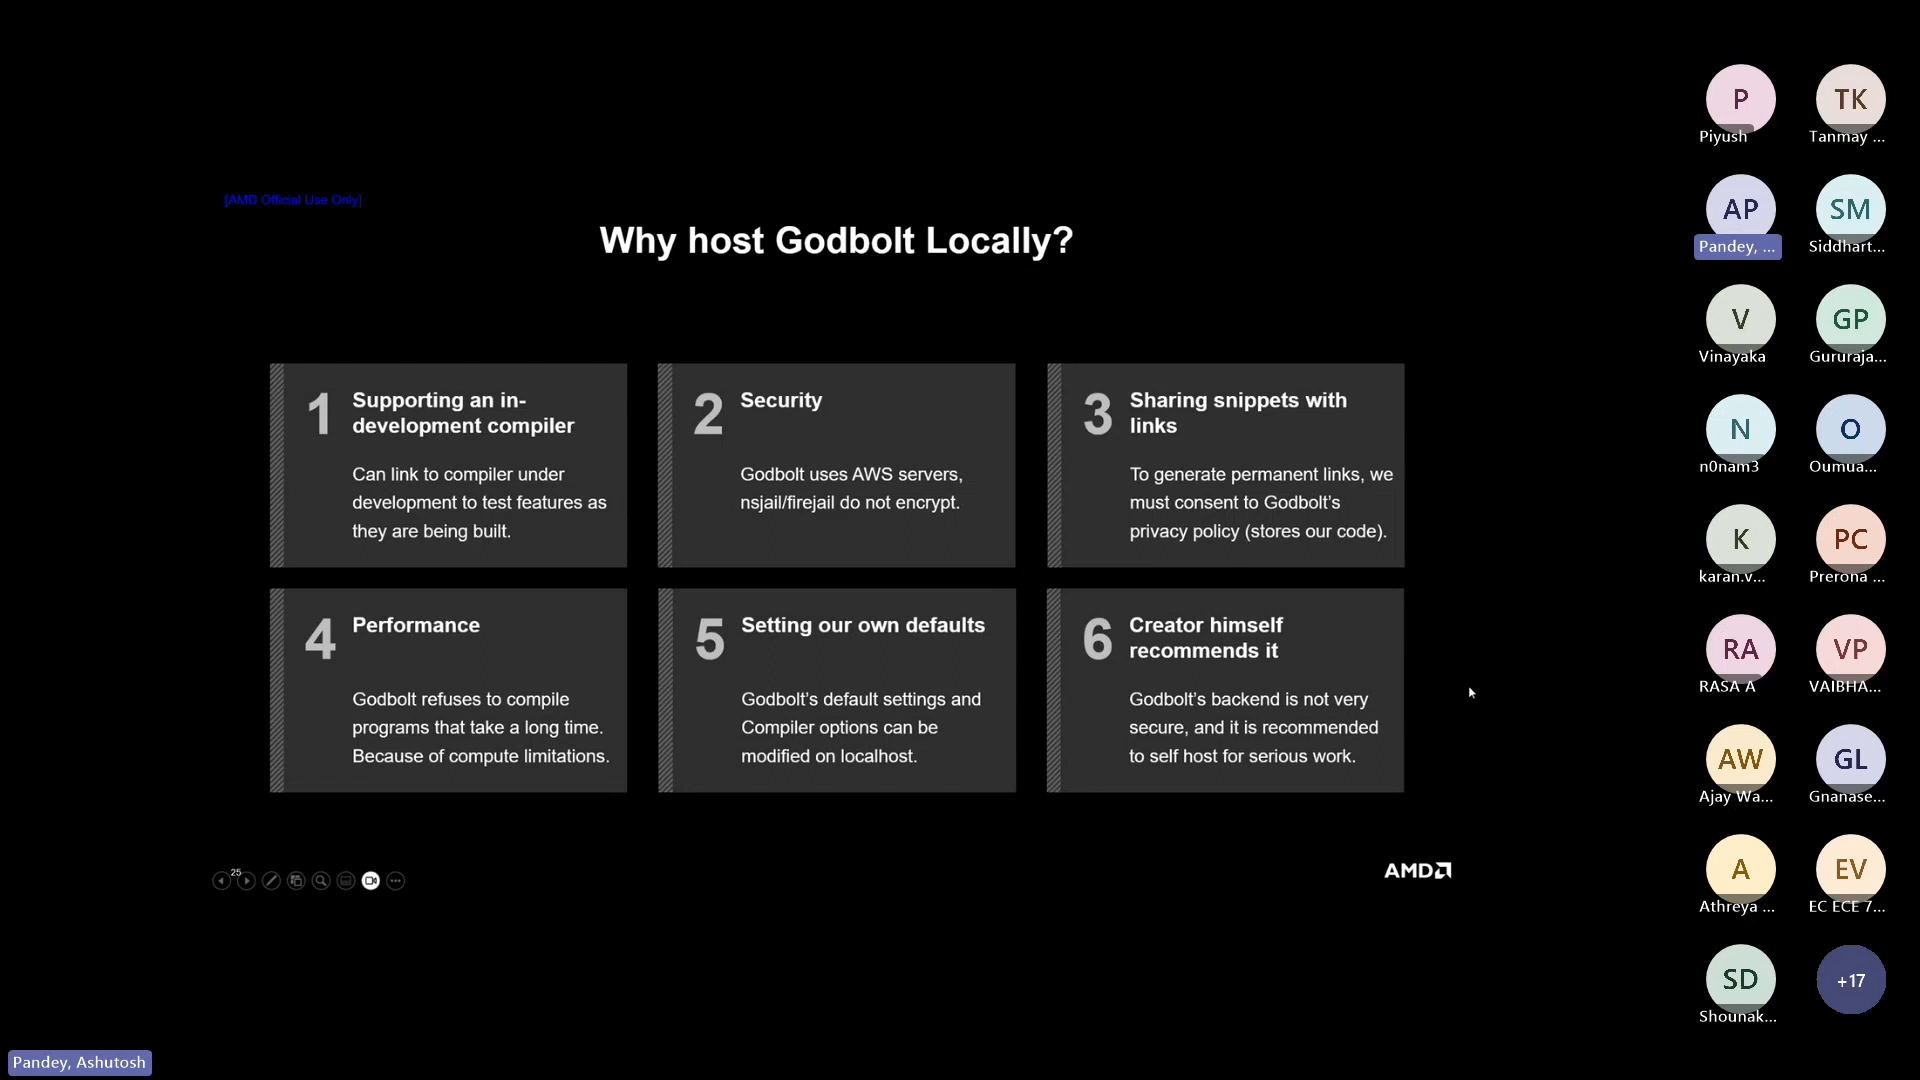 [AMD Official Use Only]
Why host Godbolt Locally?
1
Supporting an in-
development compiler
Can link to compiler under
development to test features as
they are being built.
2
Security
Godbolt uses AWS servers,
nsjail/firejail do not encrypt.
3
Sharing snippets with
links
To generate permanent links, we
must consent to Godbolt's
privacy policy (stores our code).
4
Performance
Godbolt refuses to compile
programs that take a long time.
Because of compute limitations.
5
Setting our own defaults
Godbolt's default settings and
Compiler options can be
modified on localhost.
6
Creator himself
recommends it
Godbolt's backend is not very
secure, and it is recommended
to self host for serious work.
25
AMD
P
Piyush
TK
Tanmay ...
AP
Pandey, ...
SM
Siddhart...
V
Vinayaka
GP
Gururaja...
N
n0nam3
O
Oumua...
K
karan.v...
PC
Prerona ...
RA
RASA A
VP
VAIBHA...
AW
Ajay Wa...
GL
Gnanase...
A
Athreya ...
EV
EC ECE 7...
SD
Shounak...
+17
Pandey, Ashutosh